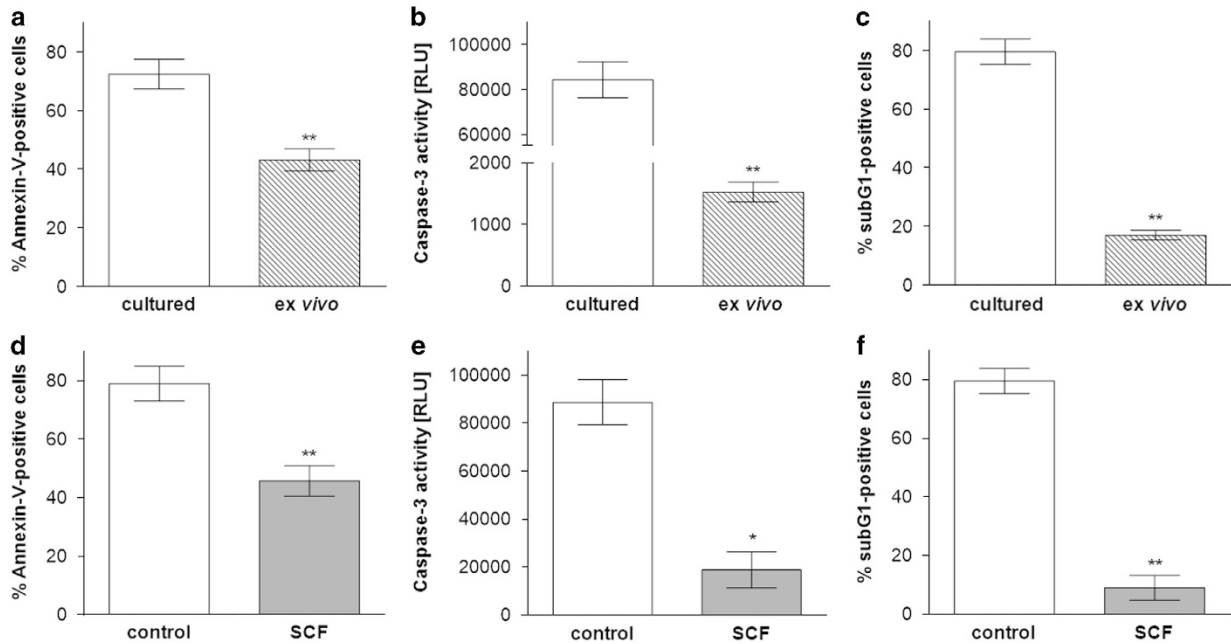 a
% Annexin-V-positive cells
80
60
40
20
0
**
cultured
ex vivo
b
Caspase-3 activity [RLU]
100000
80000
60000
2000
1000
0
**
cultured
ex vivo
c
% subG1-positive cells
80
60
40
20
0
**
cultured
ex vivo
d
% Annexin-V-positive cells
80
60
40
20
0
**
control
SCF
e
Caspase-3 activity [RLU]
100000
80000
60000
40000
20000
0
*
control
SCF
f
% subG1-positive cells
80
60
40
20
0
**
control
SCF